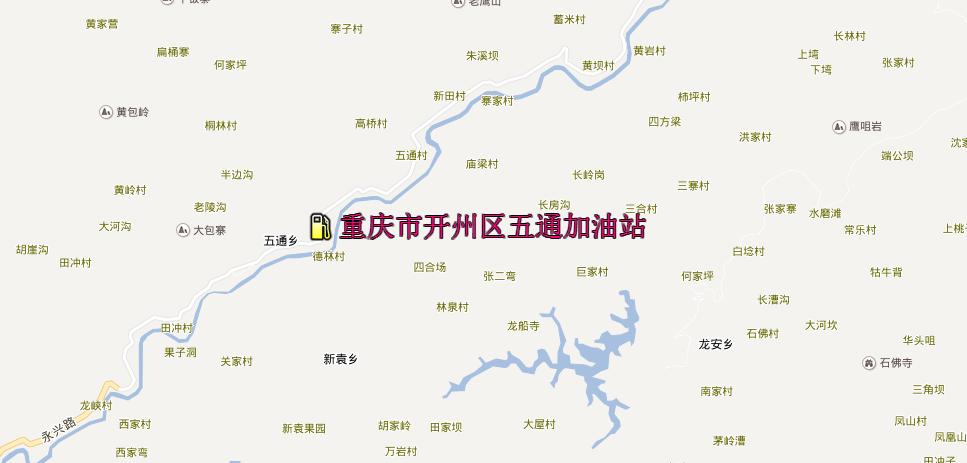 老鹰山
黄家营
寨子村
蓄米村
长林村
扁桶寨
何家坪
朱溪坝
黄岩村
黄坝村
上塆
下塆
张家村
新田村
寨家村
柿坪村
黄包岭
桐林村
高桥村
四方梁
洪家村
鹰咀岩
五通村
庙梁村
端公坝
半边沟
长岭岗
黄岭村
三寨村
老陵沟
长房沟
三合村
张家寨
水磨滩
大河沟
大包寨
五通乡
重庆市开州区五通加油站
常乐村
胡崖沟
田冲村
德林村
四合场
张二弯
巨家村
何家坪
白埝村
牯牛背
林泉村
长漕沟
田冲村
龙船寺
石佛村
大河坎
果子洞
关家村
新袁乡
龙安乡
华头咀
石佛寺
南家村
三角坝
龙峡村
永兴路
西家村
新袁果园
胡家岭
田家坝
大屋村
凤山村
茅岭漕
凤凰山
西家弯
万岩村